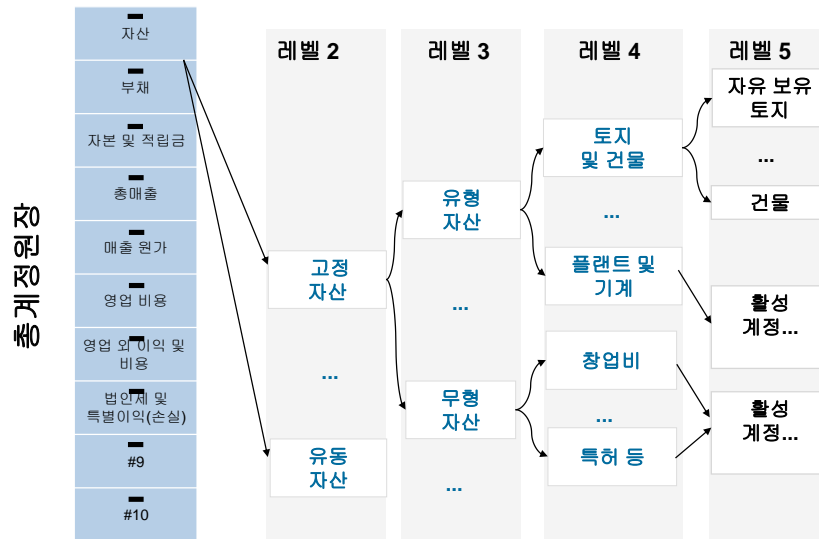 총계정원장
자산
부채
자본 및 적립금
총매출
매출 원가
영업 비용
영업 외 이익 및
비용
법인세 및
특별이익(손실)
#9
#10
레벨 2
고정
자산
...
유동
자산
레벨 3
유형
자산
...
무형
자산
...
레벨 4
토지
및 건물
...
플랜트 및
기계
창업비
...
특허 등
레벨 5
자유 보유
토지
...
건물
활성
계정...
활성
계정...